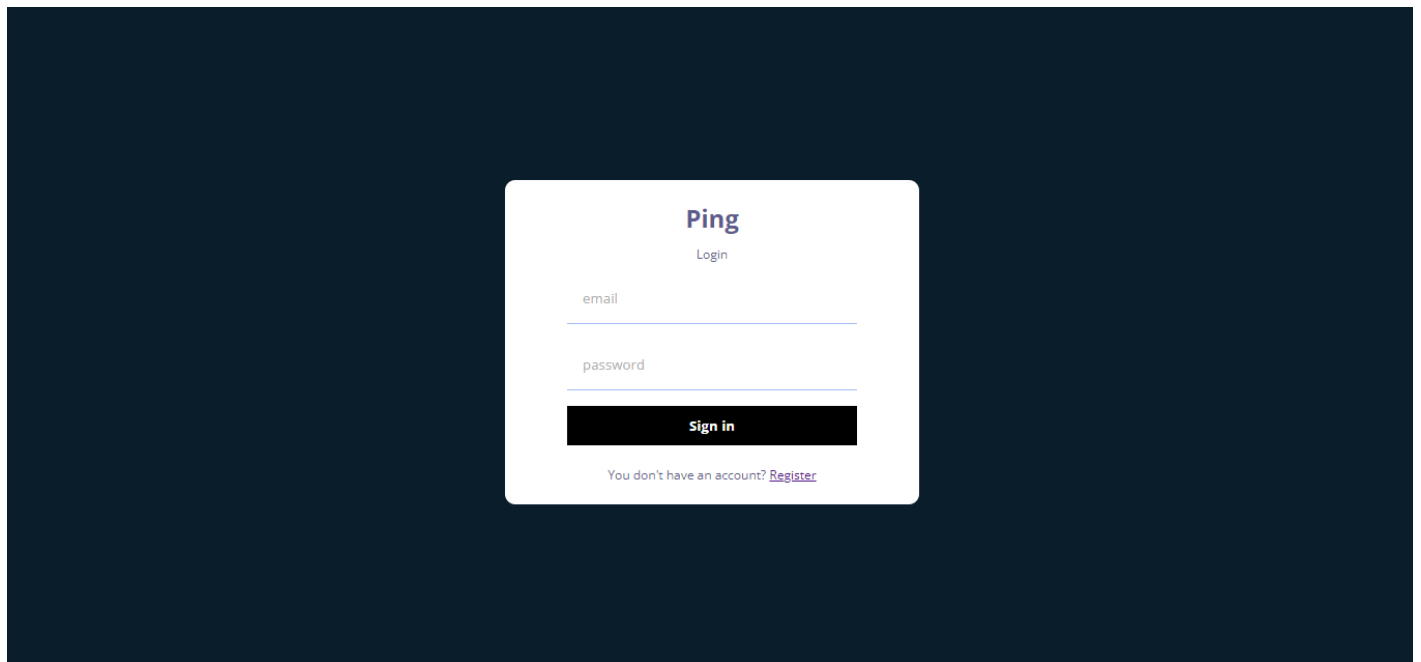 Ping
Login
email
password
Sign in
You don't have an account? Register